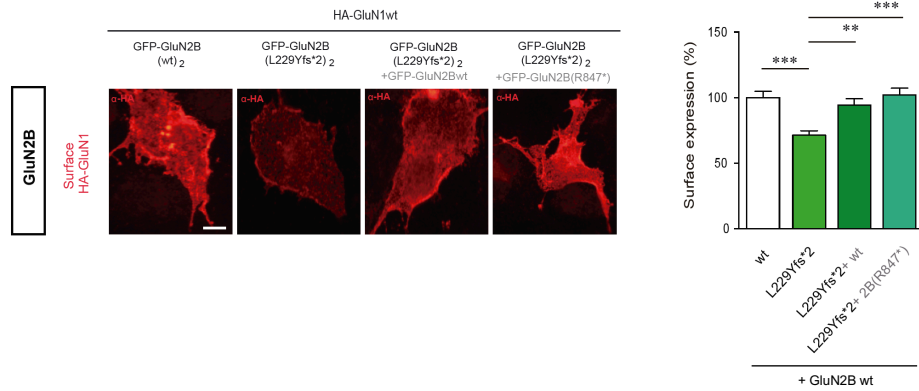 HA-GluN1wt
GFP-GluN2B
(wt)2
GFP-GluN2B
(L229Yfs*2)2
GFP-GluN2B
(L229Yfs*2)2
+GFP-GluN2Bwt
GFP-GluN2B
(L229Yfs*2)2
+GFP-GluN2B(R847*)
GluN2B
Surface
HA-GluN1
α-HA
α-HA
α-HA
α-HA
Surface expression (%)
150
100
50
0
***
**
***
wt
L229Yfs*2
L229Yfs*2+ wt
L229Yfs*2+ 2B(R847*)
+ GluN2B wt